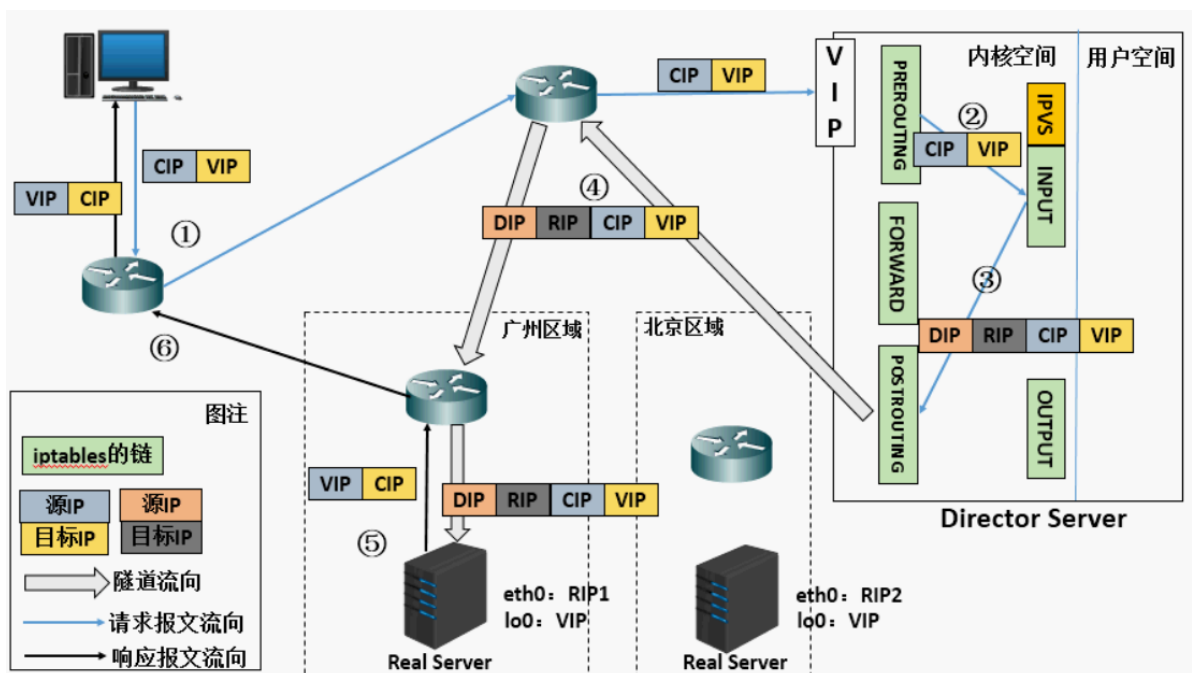 CIP VIP
V
I
P
内核空间
用户空间
PREROUTING
②
IPVS
CIP VIP
INPUT
CIP VIP
VIP CIP
①
④
DIP RIP CIP VIP
FORWARD
③
DIP RIP CIP VIP
POSTROUTING
OUTPUT
Director Server
⑥
广州区域
北京区域
VIP CIP
DIP RIP CIP VIP
⑤
eth0：RIP1
lo0：VIP
Real Server
eth0：RIP2
lo0：VIP
Real Server
图注
iptables的链
源IP 源IP
目标IP 目标IP
隧道流向
请求报文流向
响应报文流向